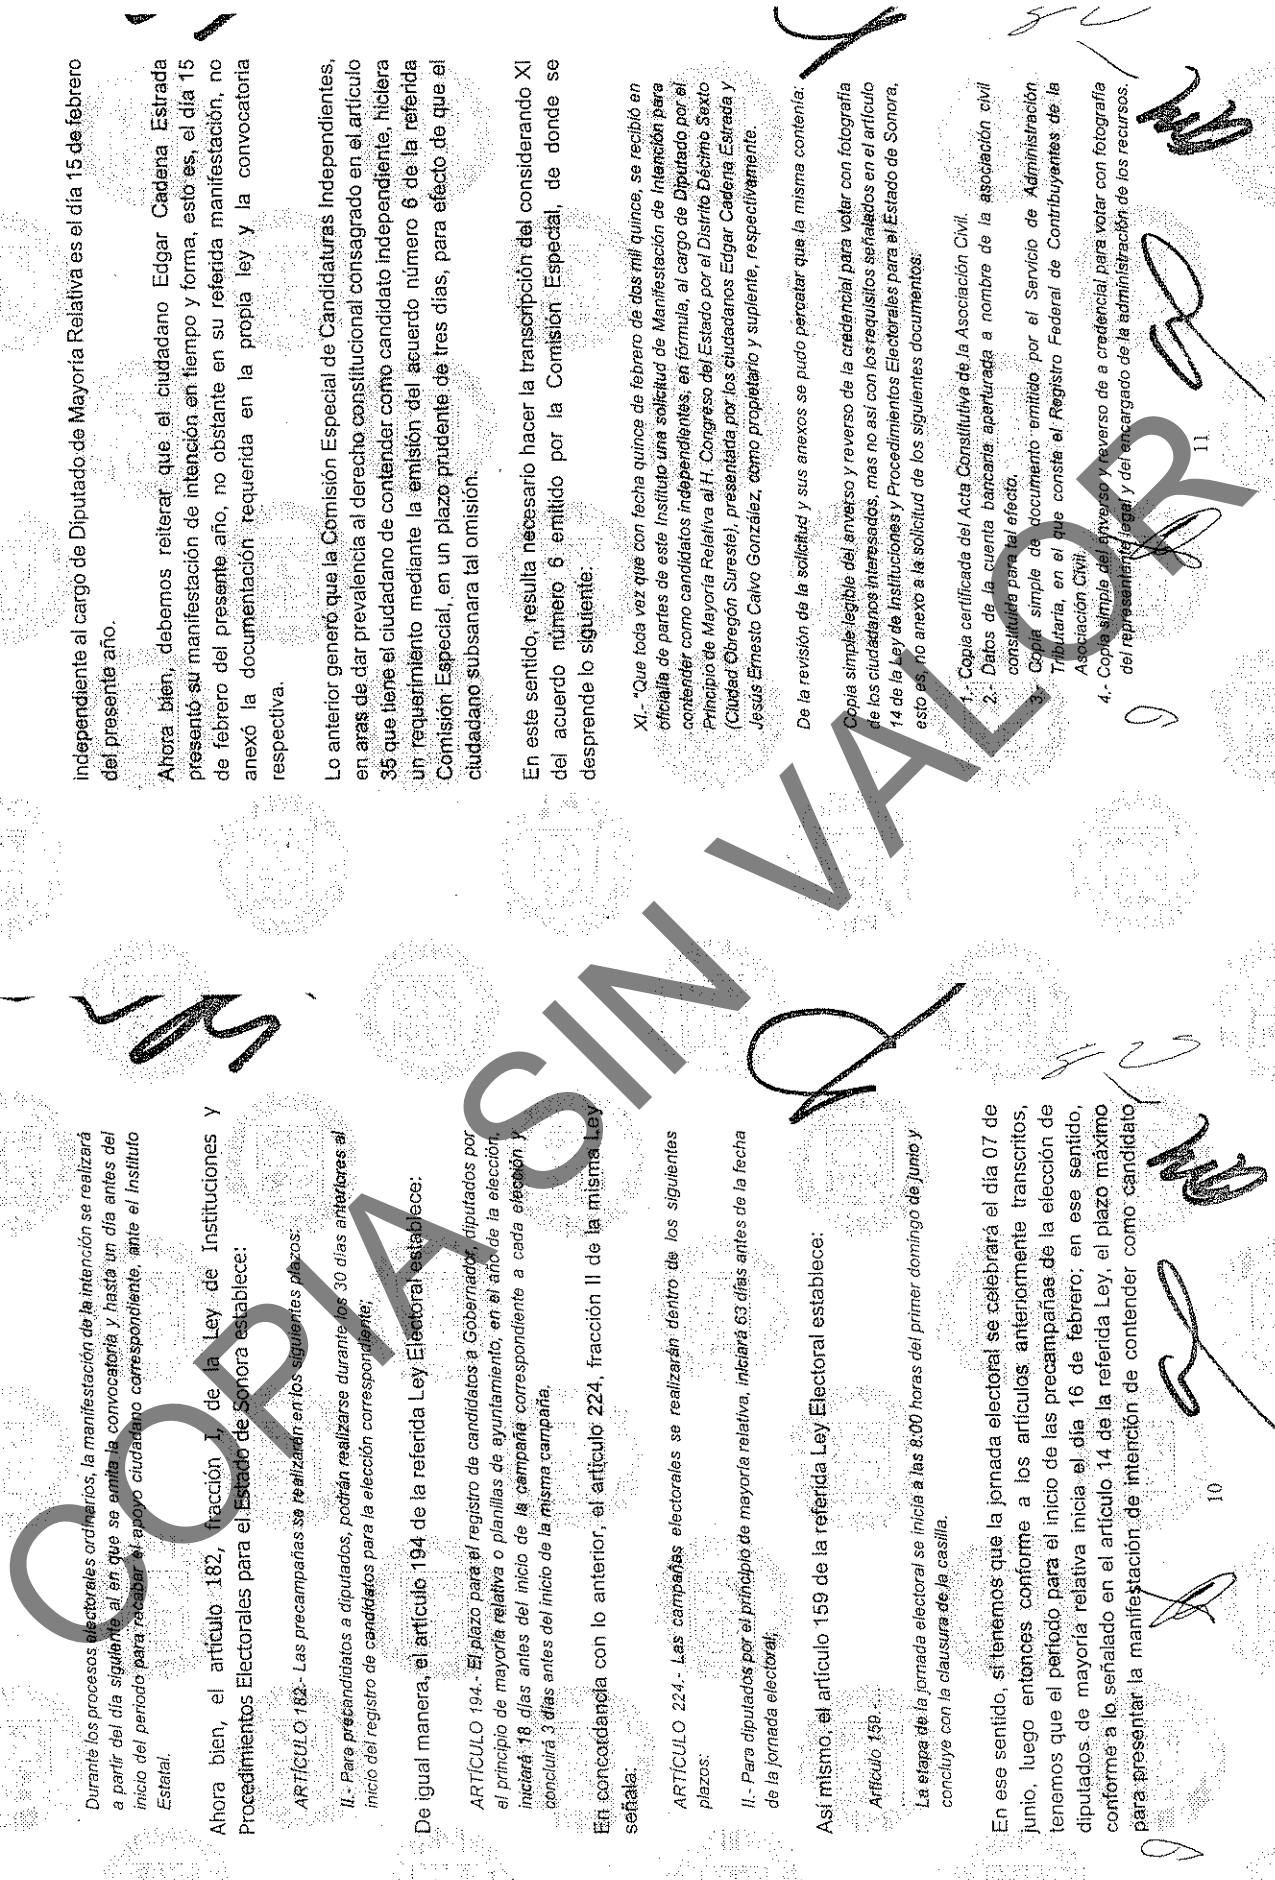 Durante los procesos electorales ordinarios, la manifestación de la intención se realizará
a partir del día siguiente al en que se emita la convocatoria y hasta un día antes del
inicio del periodo para recabar el apoyo ciudadano correspondiente, ante el Instituto
Estatal.
Ahora bien, el artículo 182, fracción I, de la Ley de Instituciones y
Procedimientos Electorales para el Estado de Sonora establece:
ARTÍCULO 182.- Las precampañas se realizarán en los siguientes plazos:
II.- Para precandidatos a diputados, podrán realizarse durante los 30 días anteriores al
inicio del registro de candidatos para la elección correspondiente;
De igual manera, el artículo 194 de la referida Ley Electoral establece:
ARTÍCULO 194.- El plazo para el registro de candidatos a Gobernador, diputados por
el principio de mayoría relativa o planillas de ayuntamiento, en el año de la elección,
iniciará 18 días antes del inicio de la campaña correspondiente a cada elección y
concluirá 3 días antes del inicio de la misma campaña.
En concordancia con lo anterior, el artículo 224, fracción II de la misma Ley
señala:
ARTÍCULO 224.- Las campañas electorales se realizarán dentro de los siguientes
plazos:
II.- Para diputados por el principio de mayoría relativa, iniciará 63 días antes de la fecha
de la jornada electoral;
Así mismo, el artículo 159 de la referida Ley Electoral establece:
Artículo 159.-...
La etapa de la jornada electoral se inicia a las 8:00 horas del primer domingo de junio y
concluye con la clausura de la casilla.
En ese sentido, si tenemos que la jornada electoral se celebrará el día 07 de
junio, luego entonces conforme a los artículos anteriormente transcritos,
tenemos que el periodo para el inicio de las precampañas de la elección de
diputados de mayoría relativa inicia el día 16 de febrero; en ese sentido,
conforme a lo señalado en el artículo 14 de la referida Ley, el plazo máximo
para presentar la manifestación de intención de contender como candidato
10
independiente al cargo de Diputado de Mayoría Relativa es el día 15 de febrero
del presente año.
Ahora bien, debemos reiterar que el ciudadano Edgar Cadena Estrada
presentó su manifestación de intención en tiempo y forma, esto es, el día 15
de febrero del presente año, no obstante en su referida manifestación, no
anexó la documentación requerida en la propia ley y la convocatoria
respectiva.
Lo anterior generó que la Comisión Especial de Candidaturas Independientes,
en aras de dar prevalencia al derecho constitucional consagrado en el artículo
35 que tiene el ciudadano de contender como candidato independiente, hiciera
un requerimiento mediante la emisión del acuerdo número 6 de la referida
Comisión Especial, en un plazo prudente de tres días, para efecto de que el
ciudadano subsanara tal omisión.
En este sentido, resulta necesario hacer la transcripción del considerando XI
del acuerdo número 6 emitido por la Comisión Especial, de donde se
desprende lo siguiente:
XI.- "Que toda vez que con fecha quince de febrero de dos mil quince, se recibió en
oficialía de partes de este Instituto una solicitud de Manifestación de Intención para
contender como candidatos independientes, en fórmula, al cargo de Diputado por el
Principio de Mayoría Relativa al H. Congreso del Estado por el Distrito Décimo Sexto
(Ciudad Obregón Sureste), presentada por los ciudadanos Edgar Cadena Estrada y
Jesús Ernesto Calvo González, como propietario y suplente, respectivamente.
De la revisión de la solicitud y sus anexos se pudo percatar que la misma contenía.
Copia simple legible del anverso y reverso de la credencial para votar con fotografía
de los ciudadanos interesados, mas no así con los requisitos señalados en el artículo
14 de la Ley de Instituciones y Procedimientos Electorales para el Estado de Sonora,
esto es, no anexo a la solicitud de los siguientes documentos:
1.- Copia certificada del Acta Constitutiva de la Asociación Civil.
2.- Datos de la cuenta bancaria aperturada a nombre de la asociación civil
constituida para tal efecto.
3.- Copia simple del documento emitido por el Servicio de Administración
Tributaria, en el que conste el Registro Federal de Contribuyentes de la
Asociación Civil.
4.- Copia simple del anverso y reverso de a credencial para votar con fotografía
del representante legal y del encargado de la administración de los recursos.
11
COPIA SIN VALOR